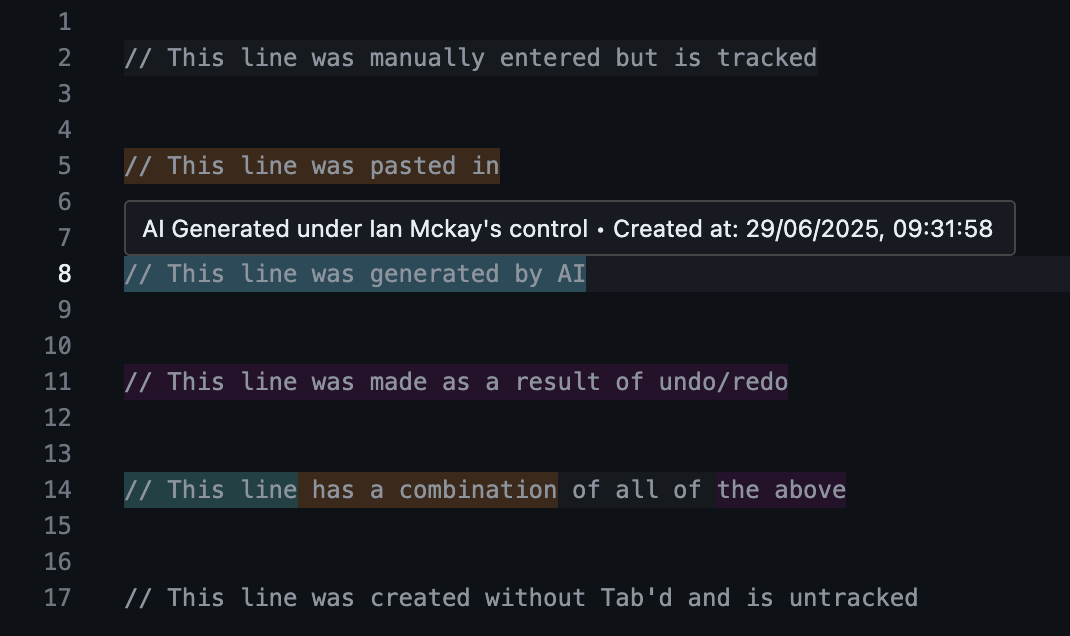 1
2 // This line was manually entered but is tracked
3
4
5 // This line was pasted in
6
AI Generated under Ian Mckay's control • Created at: 29/06/2025, 09:31:58
7
8 // This line was generated by AI
9
10
11 // This line was made as a result of undo/redo
12
13
14 // This line has a combination of all of the above
15
16
17 // This line was created without Tab'd and is untracked